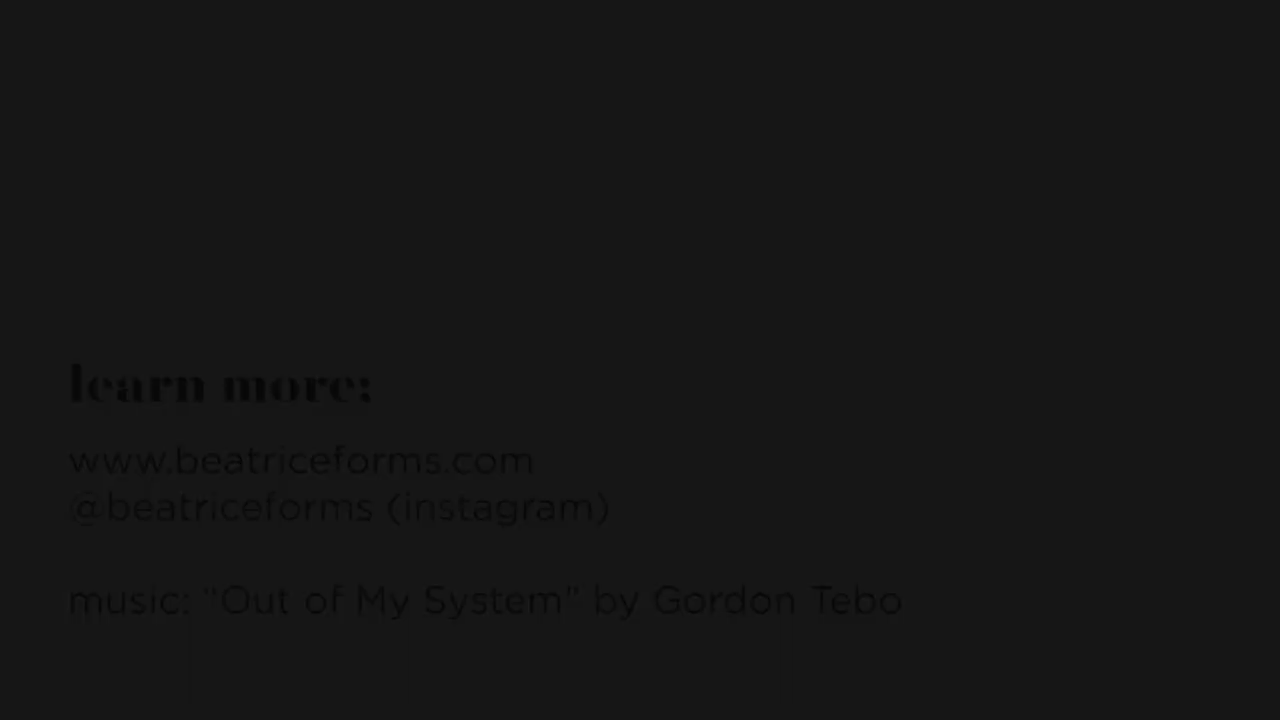 learn more:
www.beatriceforms.com
@beatriceforms (instagram)
music: "Out of My System" by Gordon Tebo